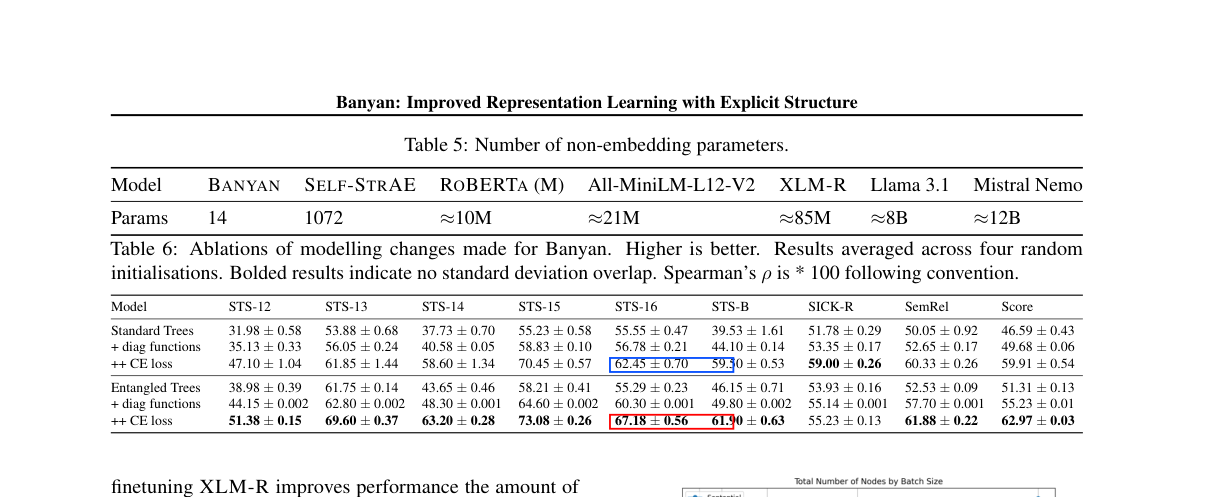 Banyan: Improved Representation Learning with Explicit Structure
Table 5: Number of non-embedding parameters.
Model BANYAN SELF-STRAE ROBERTA (M) All-MiniLM-L12-V2 XLM-R Llama 3.1 Mistral Nemo
Params 14 1072 ≈10M ≈21M ≈85M ≈8B ≈12B
Table 6: Ablations of modelling changes made for Banyan. Higher is better. Results averaged across four random
initialisations. Bolded results indicate no standard deviation overlap. Spearman's ρ is * 100 following convention.
Model STS-12 STS-13 STS-14 STS-15 STS-16 STS-B SICK-R SemRel Score
Standard Trees 31.98 ± 0.58 53.88 ± 0.68 37.73 ± 0.70 55.23 ± 0.58 55.55 ± 0.47 39.53 ± 1.61 51.78 ± 0.29 50.05 ± 0.92 46.59 ± 0.43
+ diag functions 35.13 ± 0.33 56.05 ± 0.24 40.58 ± 0.05 58.83 ± 0.10 56.78 ± 0.21 44.10 ± 0.14 53.35 ± 0.17 52.65 ± 0.17 49.68 ± 0.06
++ CE loss 47.10 ± 1.04 61.85 ± 1.44 58.60 ± 1.34 70.45 ± 0.57 62.45 ± 0.70 59.50 ± 0.53 59.00 ± 0.26 60.33 ± 0.26 59.91 ± 0.54
Entangled Trees 38.98 ± 0.39 61.75 ± 0.14 43.65 ± 0.46 58.21 ± 0.41 55.29 ± 0.23 46.15 ± 0.71 53.93 ± 0.16 52.53 ± 0.09 51.31 ± 0.13
+ diag functions 44.15 ± 0.002 62.80 ± 0.002 48.30 ± 0.001 64.60 ± 0.002 60.30 ± 0.001 49.80 ± 0.002 55.14 ± 0.001 57.70 ± 0.001 55.23 ± 0.01
++ CE loss 51.38 ± 0.15 69.60 ± 0.37 63.20 ± 0.28 73.08 ± 0.26 67.18 ± 0.56 61.90 ± 0.63 55.23 ± 0.13 61.88 ± 0.22 62.97 ± 0.03
finetuning XLM-R improves performance the amount of
Total Number of Nodes by Batch Size